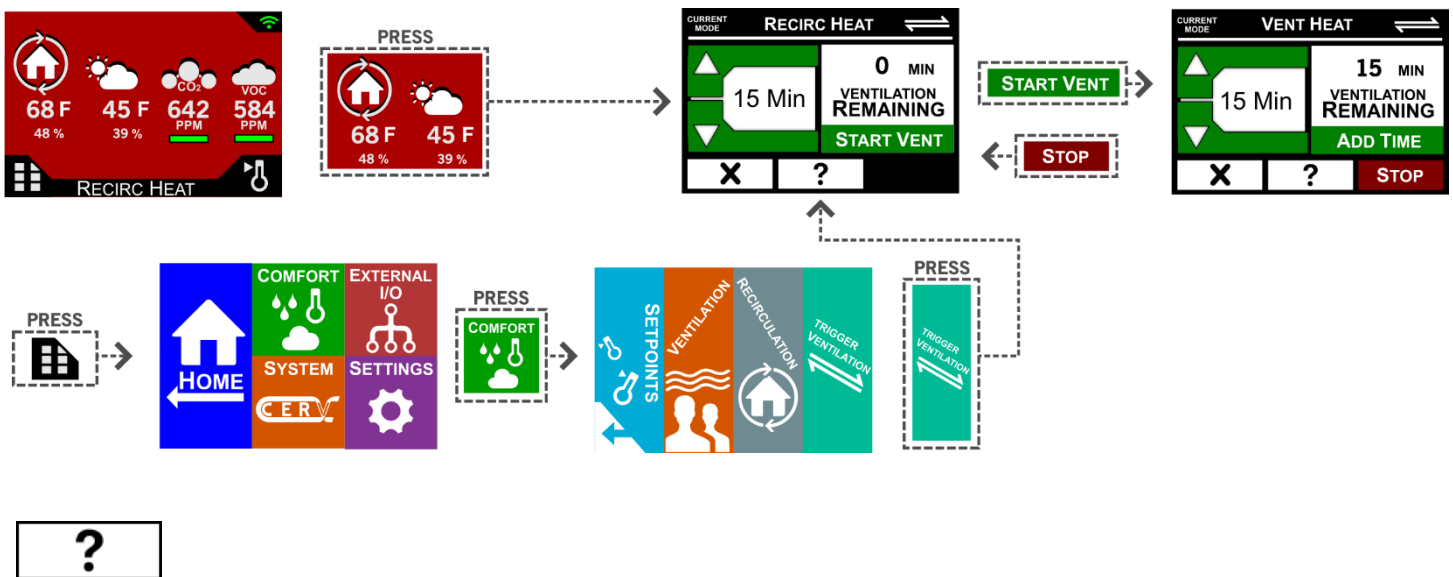 PRESS
CO2
VOC
68 F
45 F
642
584
PPM
PPM
48 %
39 %
RECIRC HEAT
68 F
45 F
48 %
39 %
CURRENT
MODE
RECIRC HEAT
15 Min
0 MIN
VENTILATION
REMAINING
START VENT
X
?
START VENT
STOP
CURRENT
MODE
VENT HEAT
15 Min
15 MIN
VENTILATION
REMAINING
ADD TIME
X
?
STOP
PRESS
HOME
COMFORT
EXTERNAL
I/O
SYSTEM
CERV
SETTINGS
PRESS
COMFORT
SETPOINTS
VENTILATION
RECIRCULATION
TRIGGER
VENTILATION
PRESS
TRIGGER
VENTILATION
?